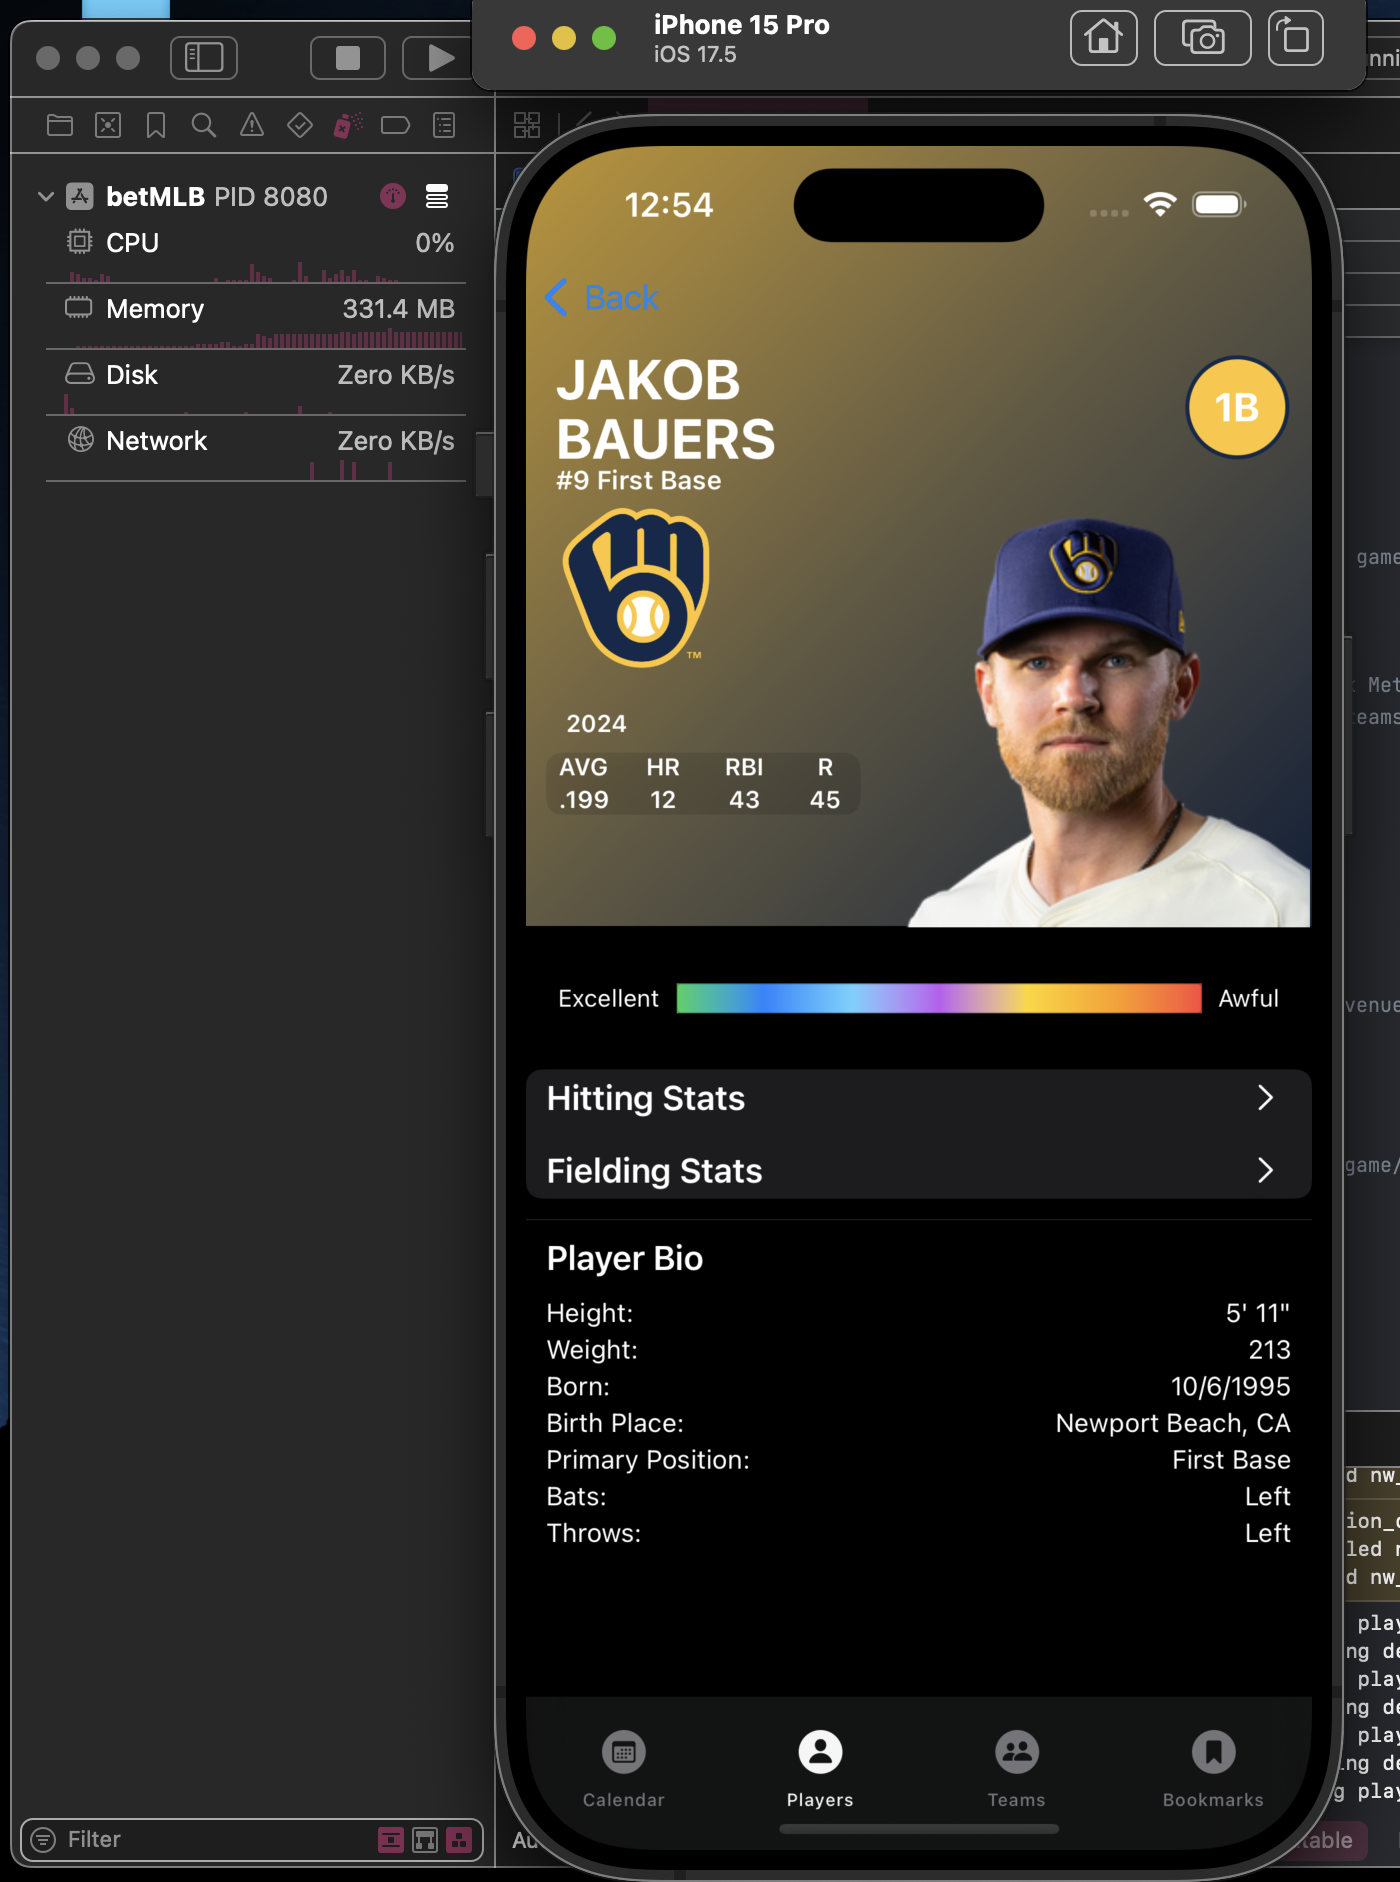 iPhone 15 Pro
iOS 17.5
betMLB PID 8080
CPU 0%
Memory 331.4 MB
Disk Zero KB/s
Network Zero KB/s
Filter
12:54
Back
JAKOB
BAUERS
#9 First Base
1B
TM
2024
AVG HR RBI R
.199 12 43 45
Excellent Awful
Hitting Stats
Fielding Stats
Player Bio
Height: 5' 11"
Weight: 213
Born: 10/6/1995
Birth Place: Newport Beach, CA
Primary Position: First Base
Bats: Left
Throws: Left
Calendar Players Teams Bookmarks
game
Met
teams
venue
game/
d nw_
ion_
led
d nw_
play
ng de
play
ng de
play
ng de
g play